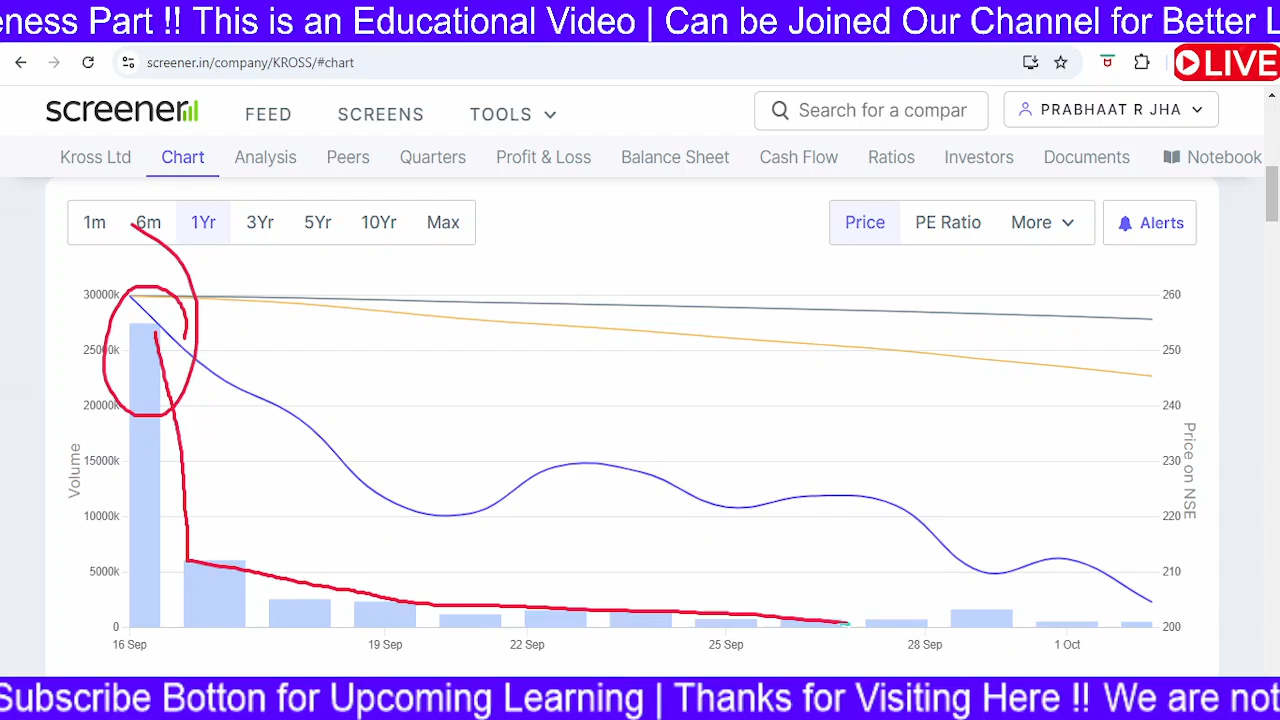 eness Part !! This is an Educational Video | Can be Joined Our Channel for Better L
screener.in/company/KROSS/#chart
LIVE
screener
FEED SCREENS TOOLS
Search for a compar
PRABHAAT R JHA
Kross Ltd Chart Analysis Peers Quarters Profit & Loss Balance Sheet Cash Flow Ratios Investors Documents Notebook
1m 6m 1Yr 3Yr 5Yr 10Yr Max Price PE Ratio More Alerts
30000k 260
25000k 250
20000k 240
15000k 230
10000k 220
5000k 210
0 200
Volume
Price on NSE
16 Sep 19 Sep 22 Sep 25 Sep 28 Sep 1 Oct
Subscribe Botton for Upcoming Learning | Thanks for Visiting Here !! We are not